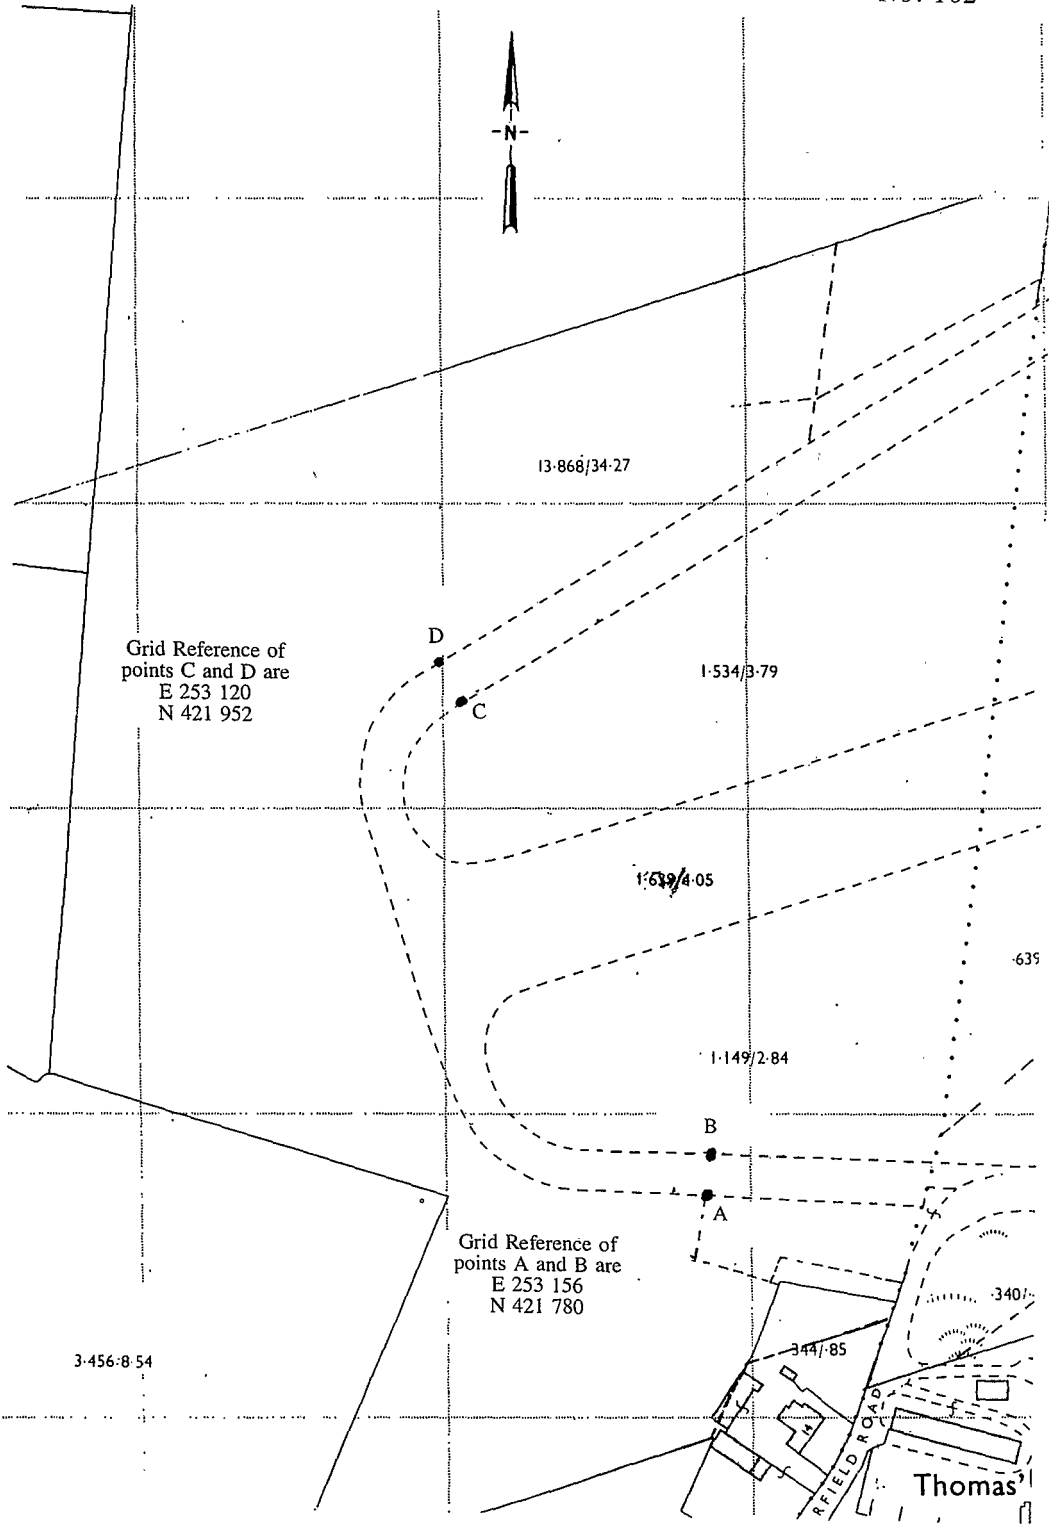 -N-
13·868/34·27
D
Grid Reference of
points C and D are
E 253 120
N 421 952
C
1·534/3·79
·639
1·149/2·84
B
A
Grid Reference of
points A and B are
E 253 156
N 421 780
·340/·
3·456/8·54
·344/·85
14
RFIELD ROAD
Thomas'